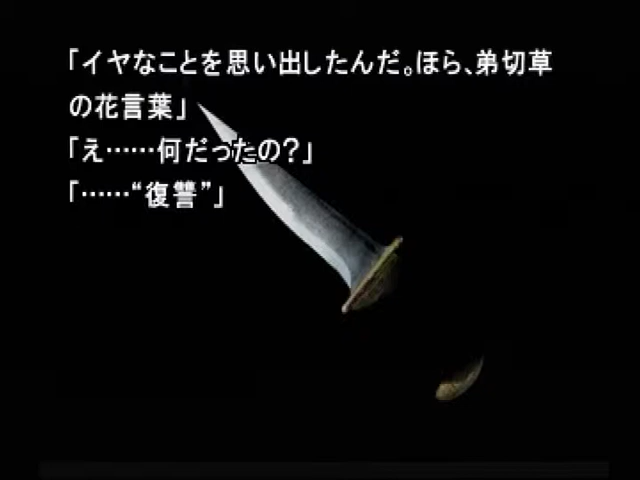 「イヤなことを思い出したんだ。ほら、弟切草
の花言葉」
「え……何だったの？」
「……“復讐”」